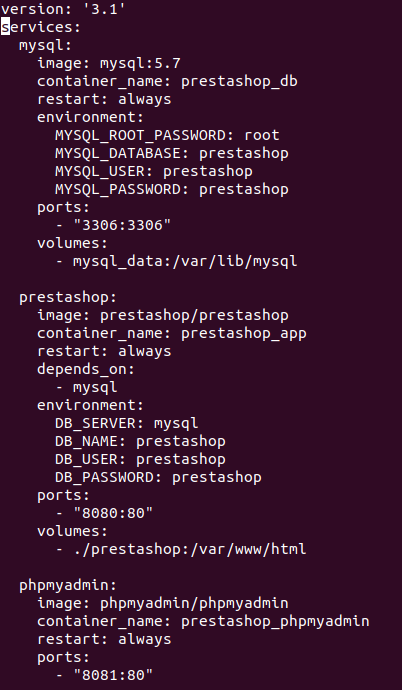 version: '3.1'
services:
  mysql:
    image: mysql:5.7
    container_name: prestashop_db
    restart: always
    environment:
      MYSQL_ROOT_PASSWORD: root
      MYSQL_DATABASE: prestashop
      MYSQL_USER: prestashop
      MYSQL_PASSWORD: prestashop
    ports:
      - "3306:3306"
    volumes:
      - mysql_data:/var/lib/mysql

  prestashop:
    image: prestashop/prestashop
    container_name: prestashop_app
    restart: always
    depends_on:
      - mysql
    environment:
      DB_SERVER: mysql
      DB_NAME: prestashop
      DB_USER: prestashop
      DB_PASSWORD: prestashop
    ports:
      - "8080:80"
    volumes:
      - ./prestashop:/var/www/html

  phpmyadmin:
    image: phpmyadmin/phpmyadmin
    container_name: prestashop_phpmyadmin
    restart: always
    ports:
      - "8081:80"